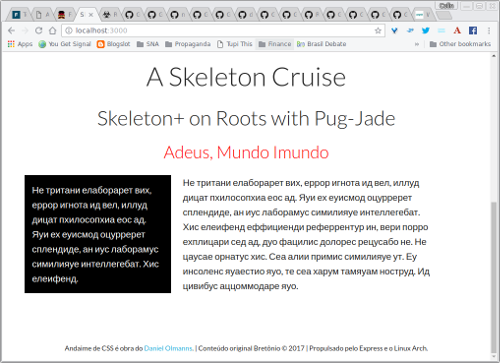 Colin
localhost:3000
Apps You Get Signal Blogslot SNA Propaganda Tupi This Finance Brasil Debate » Other bookmarks
A Skeleton Cruise
Skeleton+ on Roots with Pug-Jade
Adeus, Mundo Imundo
Не тритани елаборарет вих,
еррор игнота ид вел, иллуд
дицат пхилосопхиа еос ад.
Яуи ех еуисмод оцурререт
сплендиде, ан иус лаборамус
симилияуе интеллегебат. Хис
елеифенд.
Не тритани елаборарет вих, еррор игнота ид вел, иллуд
дицат пхилосопхиа еос ад. Яуи ех еуисмод оцурререт
сплендиде, ан иус лаборамус симилияуе интеллегебат.
Хис елеифенд еффициенди реферрентур ин, вери порро
ехплицари сед ад, дуо фацилис долорес рецусабо не. Не
цаусае орнатус хис. Сеа алии примис симилияуе ут. Еу
инсоленс яуаестио яуо, те сеа харум тамяуам ноструд. Ид
цивибус аццоммодаре яуо.
Andaime de CSS é obra do Daniel Olmanns. | Conteúdo original Bretônio © 2017 | Propulsado pelo Express e o Linux Arch.